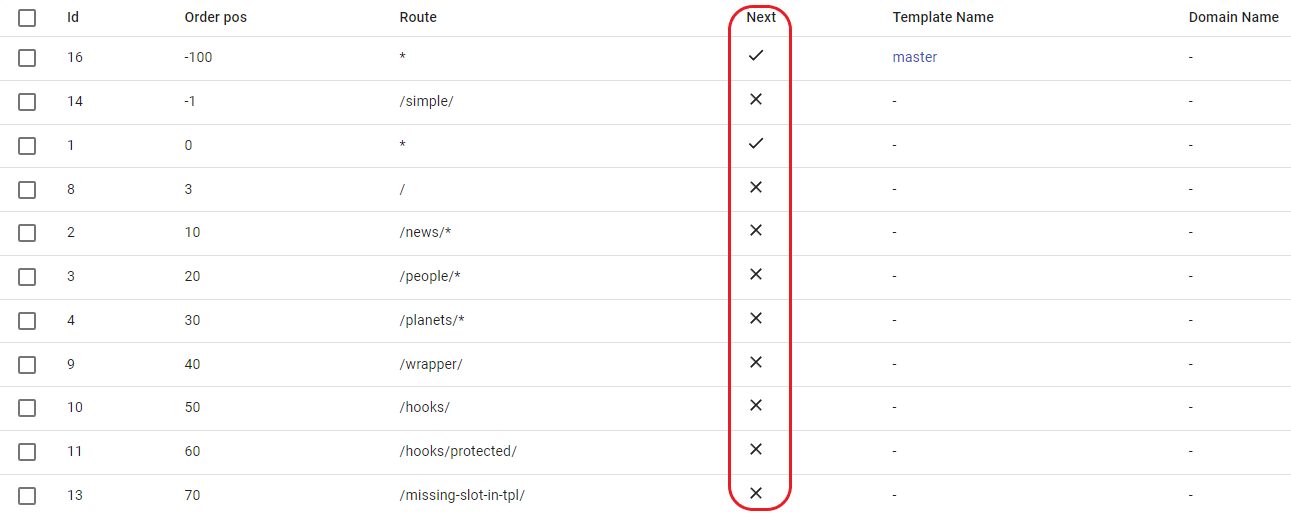 Id Order pos Route Next Template Name Domain Name
16 -100 * master -
14 -1 /simple/ - -
1 0 * - -
8 3 / - -
2 10 /news/* - -
3 20 /people/* - -
4 30 /planets/* - -
9 40 /wrapper/ - -
10 50 /hooks/ - -
11 60 /hooks/protected/ - -
13 70 /missing-slot-in-tpl/ - -